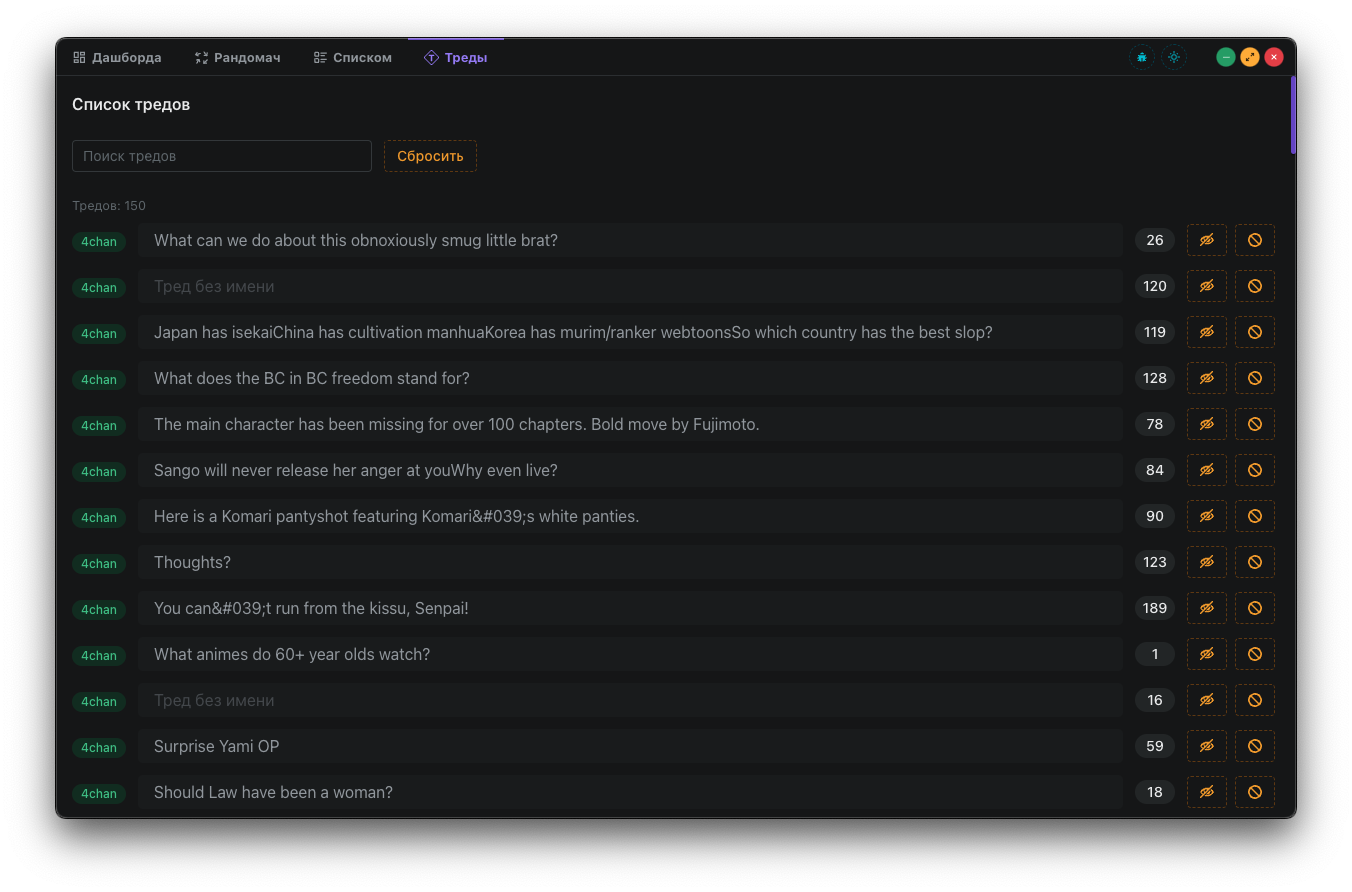 Дашборда Рандомач Списком Треды
Список тредов
Поиск тредов Сбросить
Тредов: 150
4chan What can we do about this obnoxiously smug little brat? 26
4chan Тред без имени 120
4chan Japan has isekaiChina has cultivation manhuaKorea has murim/ranker webtoonsSo which country has the best slop? 119
4chan What does the BC in BC freedom stand for? 128
4chan The main character has been missing for over 100 chapters. Bold move by Fujimoto. 78
4chan Sango will never release her anger at youWhy even live? 84
4chan Here is a Komari pantyshot featuring Komari&#039;s white panties. 90
4chan Thoughts? 123
4chan You can&#039;t run from the kissu, Senpai! 189
4chan What animes do 60+ year olds watch? 1
4chan Тред без имени 16
4chan Surprise Yami OP 59
4chan Should Law have been a woman? 18